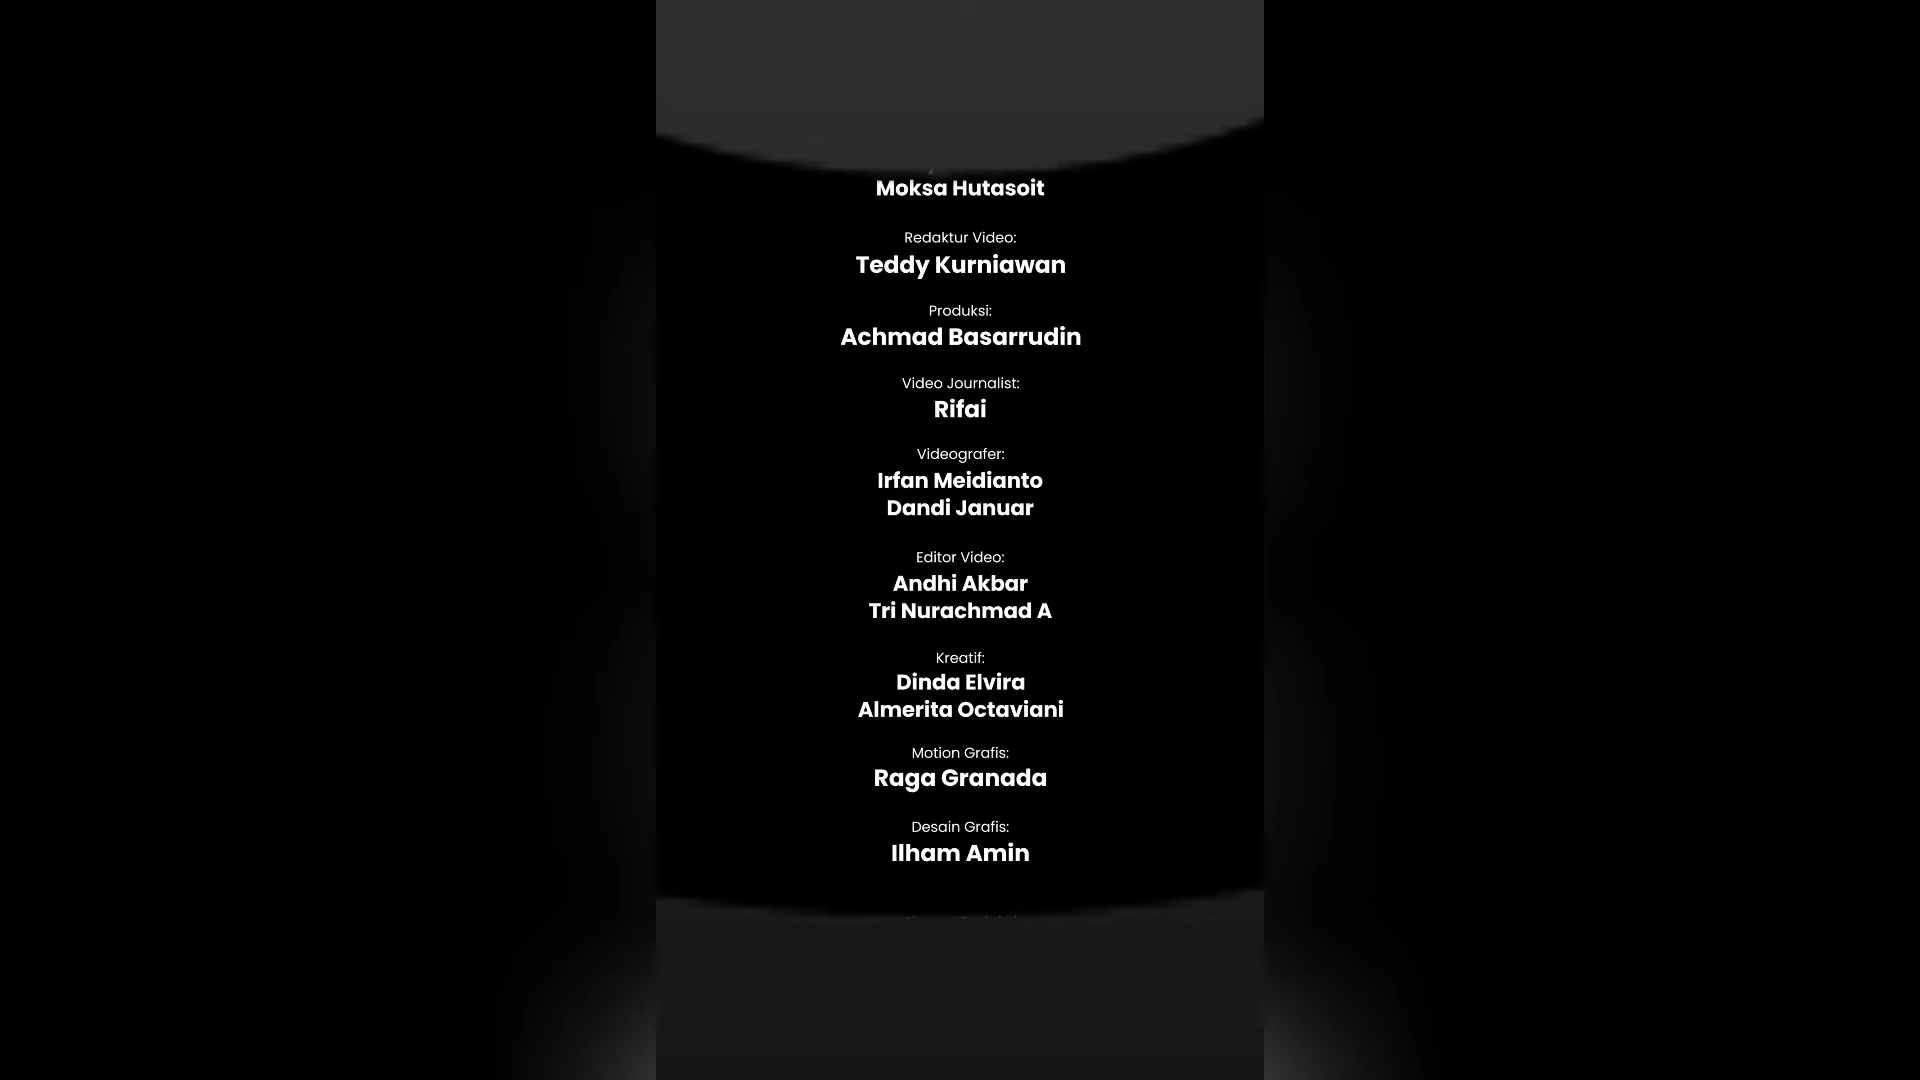 Moksa Hutasoit
Redaktur Video:
Teddy Kurniawan
Produksi:
Achmad Basarrudin
Video Journalist:
Rifai
Videografer:
Irfan Meidianto
Dandi Januar
Editor Video:
Andhi Akbar
Tri Nurachmad A
Kreatif:
Dinda Elvira
Almerita Octaviani
Motion Grafis:
Raga Granada
Desain Grafis:
Ilham Amin